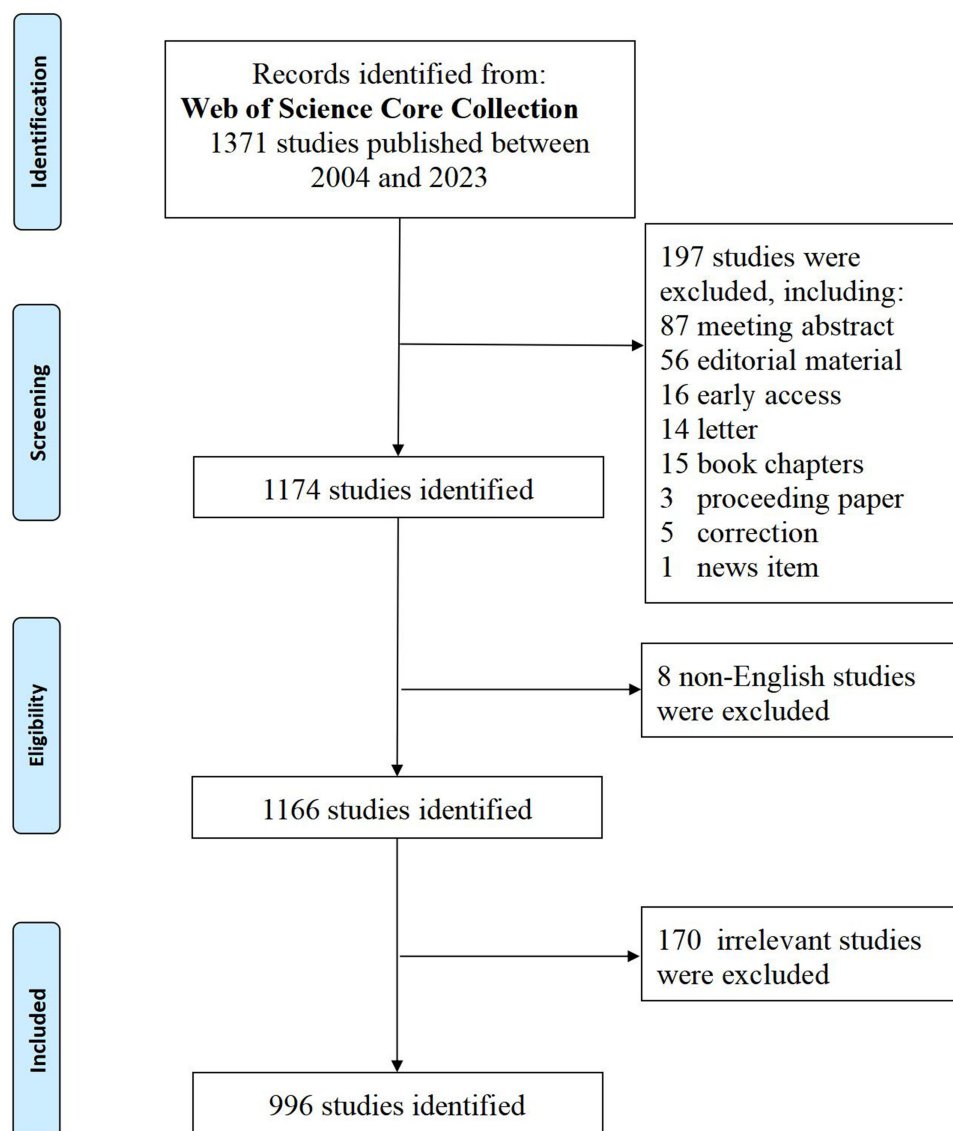 Identification
Records identified from:
Web of Science Core Collection
1371 studies published between
2004 and 2023
197 studies were
excluded, including:
87 meeting abstract
56 editorial material
16 early access
14 letter
15 book chapters
3 proceeding paper
5 correction
1 news item
Screening
1174 studies identified
Eligibility
8 non-English studies
were excluded
1166 studies identified
Included
170 irrelevant studies
were excluded
996 studies identified